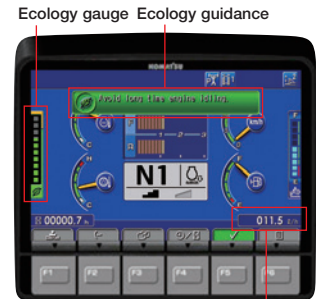 Ecology gauge Ecology guidance
KOMATSU
Avoid long time engine idling.
km/h
H
C
F
E
N1
00000.7 h
011.5
F1 F2 F3 F4 F5 F6